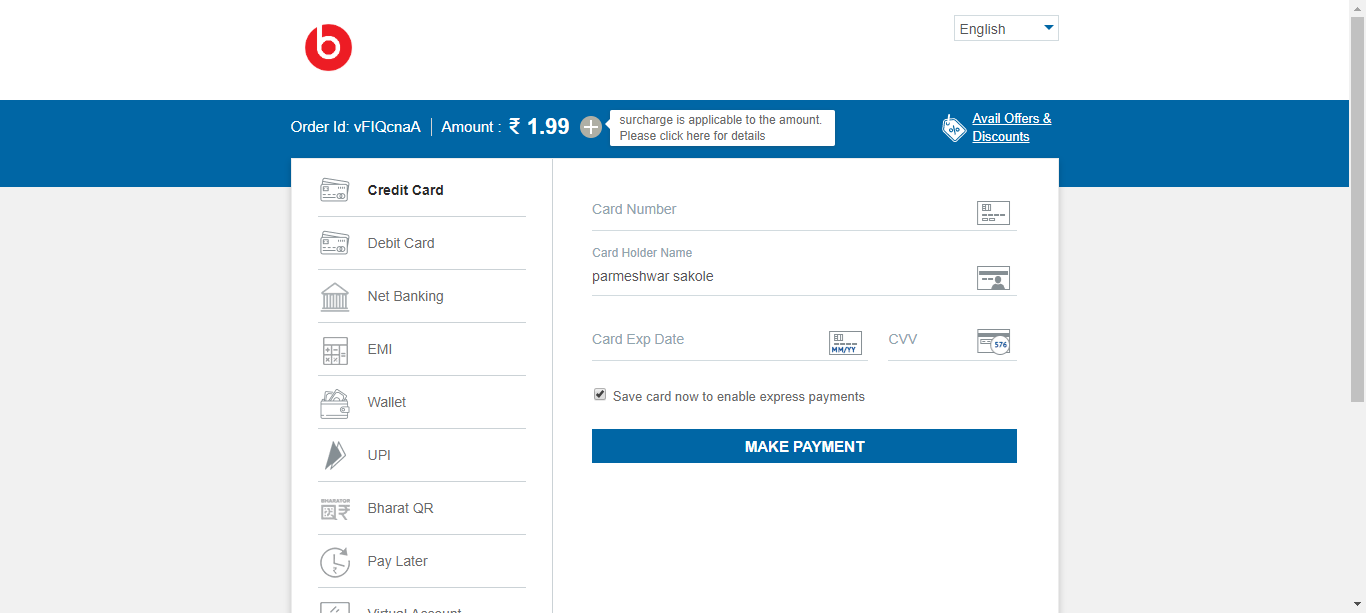 b
English
Order Id: vFIQcnaA
Amount : ₹ 1.99
surcharge is applicable to the amount.
Please click here for details
Avail Offers &
Discounts
Credit Card
Debit Card
Net Banking
EMI
Wallet
UPI
BHARATQR
Bharat QR
Pay Later
Virtual Account
Card Number
Card Holder Name
parmeshwar sakole
Card Exp Date
MM/YY
CVV
576
Save card now to enable express payments
MAKE PAYMENT